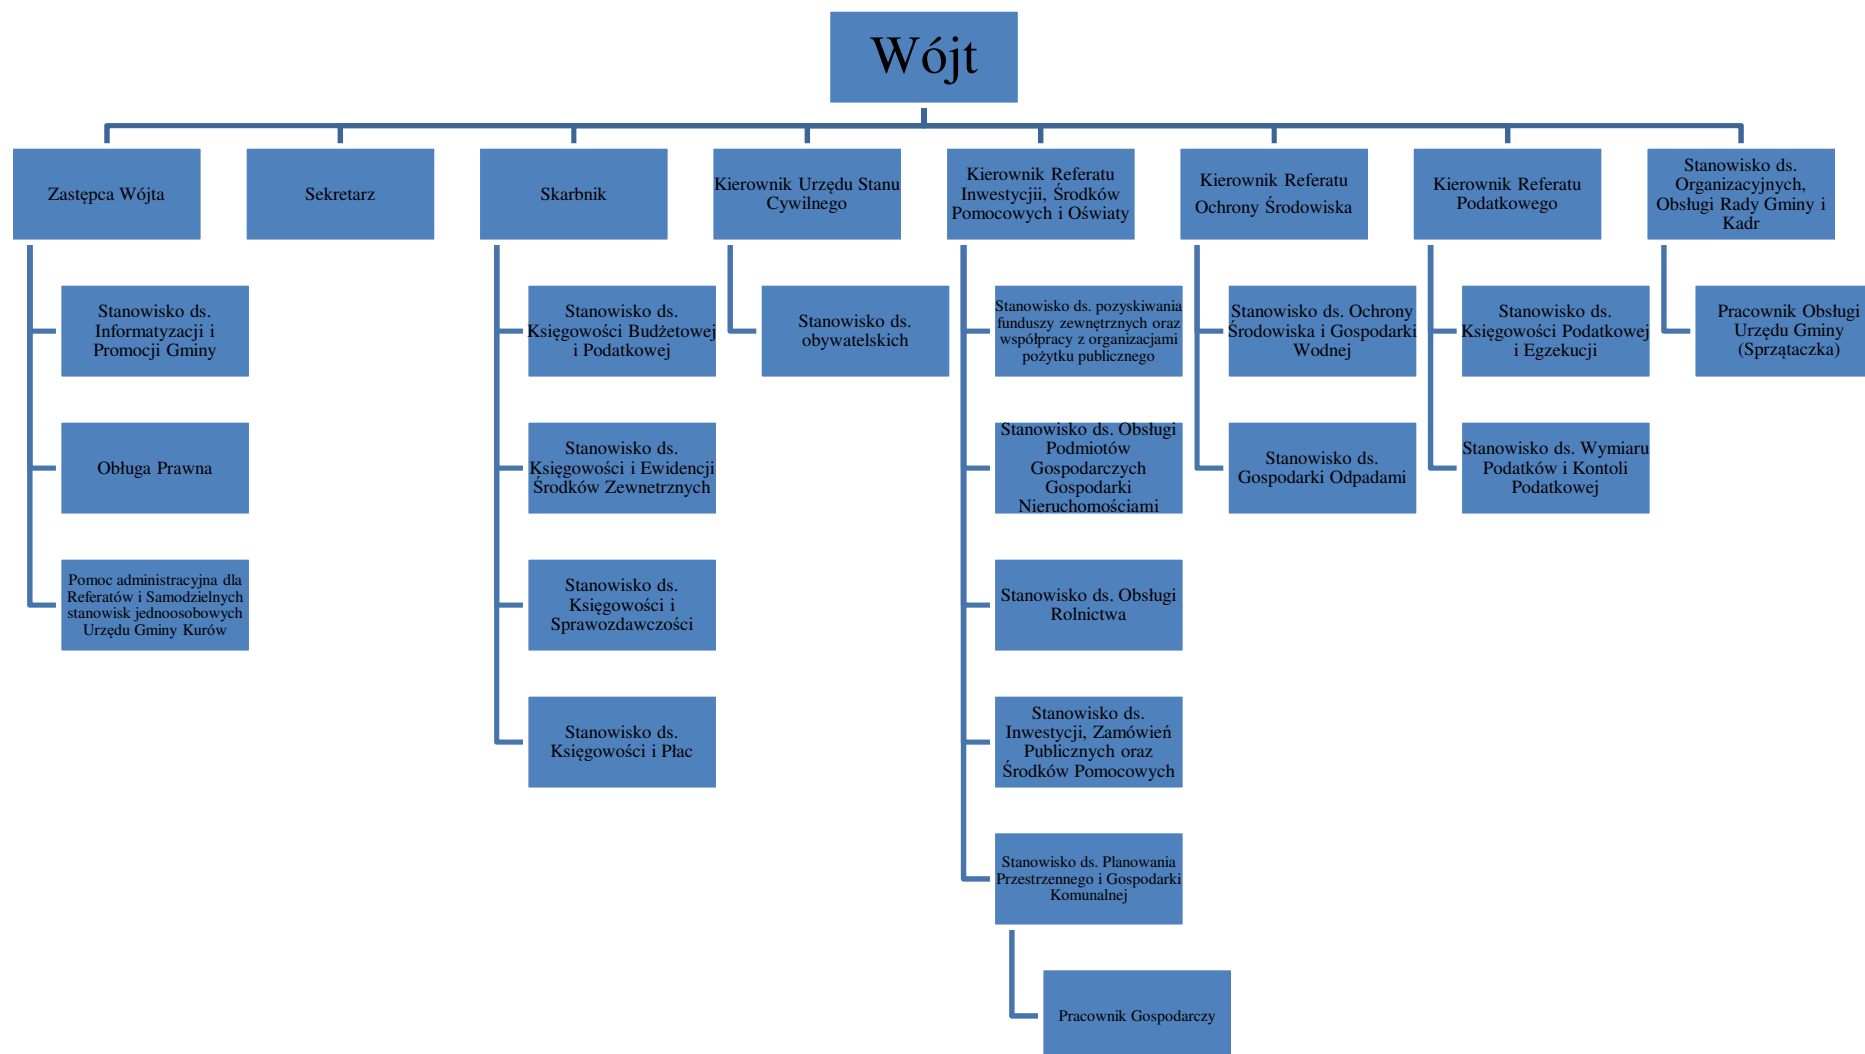 Wójt
Zastępca Wójta
Sekretarz
Skarbnik
Kierownik Urzędu Stanu
Cywilnego
Kierownik Referatu
Inwestycjii, Środków
Pomocowych i Oświaty
Kierownik Referatu
Ochrony Środowiska
Kierownik Referatu
Podatkowego
Stanowisko ds.
Organizacyjnych,
Obsługi Rady Gminy i
Kadr
Stanowisko ds.
Informatyzacji i
Promocji Gminy
Obługa Prawna
Pomoc administracyjna dla
Referatów i Samodzielnych
stanowisk jednoosobowych
Urzędu Gminy Kurów
Stanowisko ds.
Księgowości Budżetowej
i Podatkowej
Stanowisko ds.
Księgowości i Ewidencji
Środków Zewnetrznych
Stanowisko ds.
Księgowości i
Sprawozdawczości
Stanowisko ds.
Księgowości i Płac
Stanowisko ds.
obywatelskich
Stanowisko ds. pozyskiwania
funduszy zewnętrznych oraz
współpracy z organizacjami
pożytku publicznego
Stanowisko ds. Obsługi
Podmiotów
Gospodarczych
Gospodarki
Nieruchomościami
Stanowisko ds. Obsługi
Rolnictwa
Stanowisko ds.
Inwestycji, Zamówień
Publicznych oraz
Środków Pomocowych
Stanowisko ds. Planowania
Przestrzennego i Gospodarki
Komunalnej
Pracownik Gospodarczy
Stanowisko ds. Ochrony
Środowiska i Gospodarki
Wodnej
Stanowisko ds.
Gospodarki Odpadami
Stanowisko ds.
Księgowości Podatkowej
i Egzekucji
Stanowisko ds. Wymiaru
Podatków i Kontoli
Podatkowej
Pracownik Obsługi
Urzędu Gminy
(Sprzątaczka)